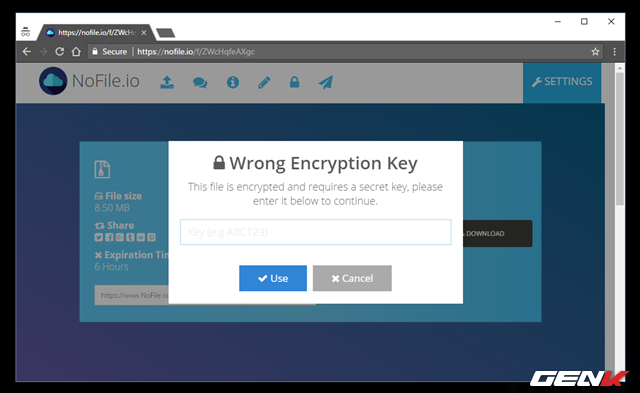 https://nofile.io/f/ZWcHq
Secure https://nofile.io/f/ZWcHqfeAXgc
NoFile.io
SETTINGS
Wrong Encryption Key
This file is encrypted and requires a secret key, please
enter it below to continue.
Key (e.g ABC123)
Use
Cancel
File size
8.50 MB
Share
Expiration Tim
6 Hours
https://www.NoFile.io
DOWNLOAD
GENK